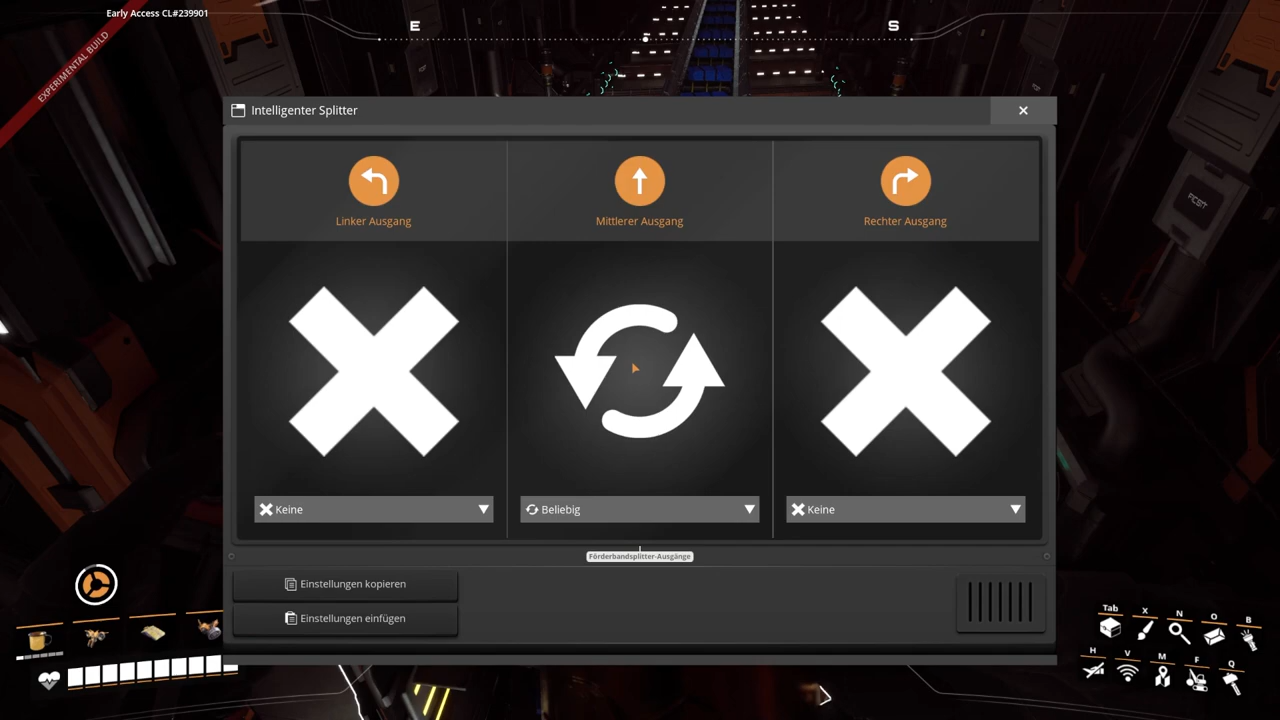 Early Access CL#239901
EXPERIMENTAL BUILD
E
S
Intelligenter Splitter
Linker Ausgang
Mittlerer Ausgang
Rechter Ausgang
FCSIT
Keine
Beliebig
Keine
Förderbandsplitter-Ausgänge
Einstellungen kopieren
Einstellungen einfügen
Tab
X
N
O
B
H
V
M
F
Q